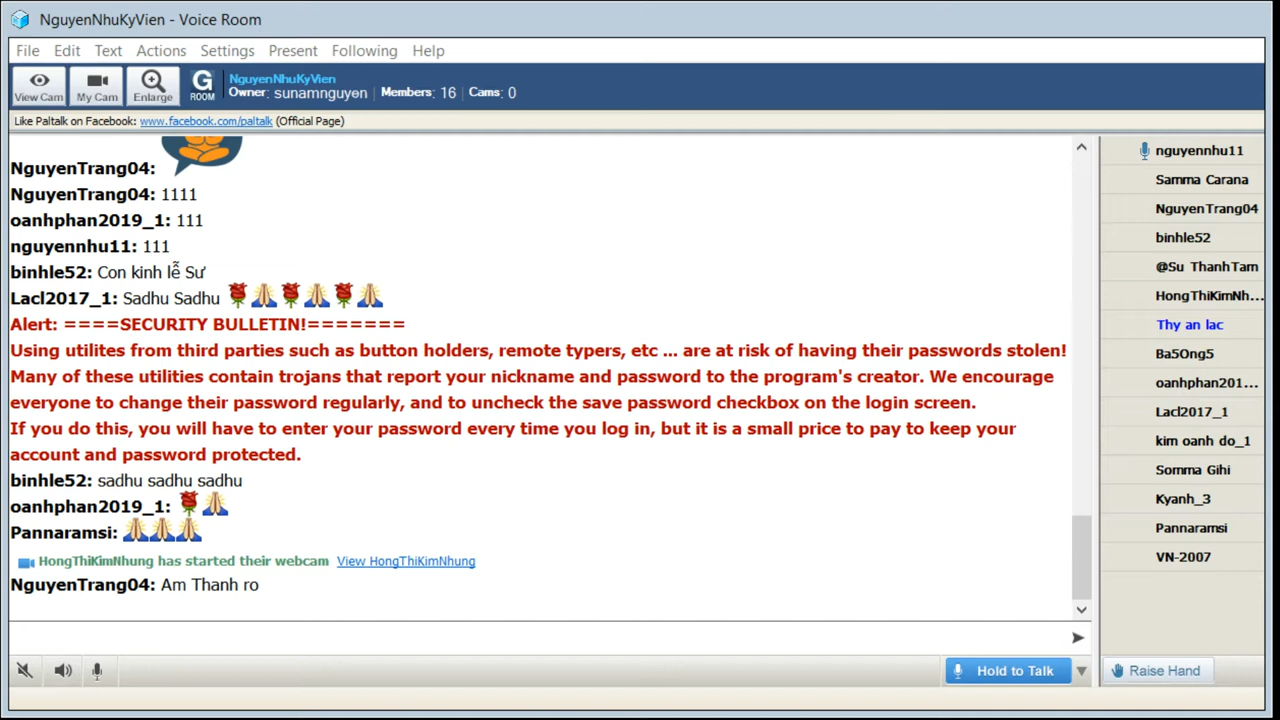 NguyenNhuKyVien - Voice Room
File Edit Text Actions Settings Present Following Help
View Cam My Cam Enlarge G ROOM
NguyenNhuKyVien
Owner: sunamnguyen | Members: 16 | Cams: 0
Like Paltalk on Facebook: www.facebook.com/paltalk (Official Page)
NguyenTrang04:
NguyenTrang04: 1111
oanhphan2019_1: 111
nguyennhu11: 111
binhle52: Con kinh lễ Sư
Lacl2017_1: Sadhu Sadhu
Alert: ====SECURITY BULLETIN!=======
Using utilites from third parties such as button holders, remote typers, etc ... are at risk of having their passwords stolen!
Many of these utilities contain trojans that report your nickname and password to the program's creator. We encourage
everyone to change their password regularly, and to uncheck the save password checkbox on the login screen.
If you do this, you will have to enter your password every time you log in, but it is a small price to pay to keep your
account and password protected.
binhle52: sadhu sadhu sadhu
oanhphan2019_1:
Pannaramsi:
HongThiKimNhung has started their webcam View HongThiKimNhung
NguyenTrang04: Am Thanh ro
nguyennhu11
Samma Carana
NguyenTrang04
binhle52
@Su ThanhTam
HongThiKimNh...
Thy an lac
Ba5Ong5
oanhphan201...
Lacl2017_1
kim oanh do_1
Somma Gihi
Kyanh_3
Pannaramsi
VN-2007
Hold to Talk
Raise Hand